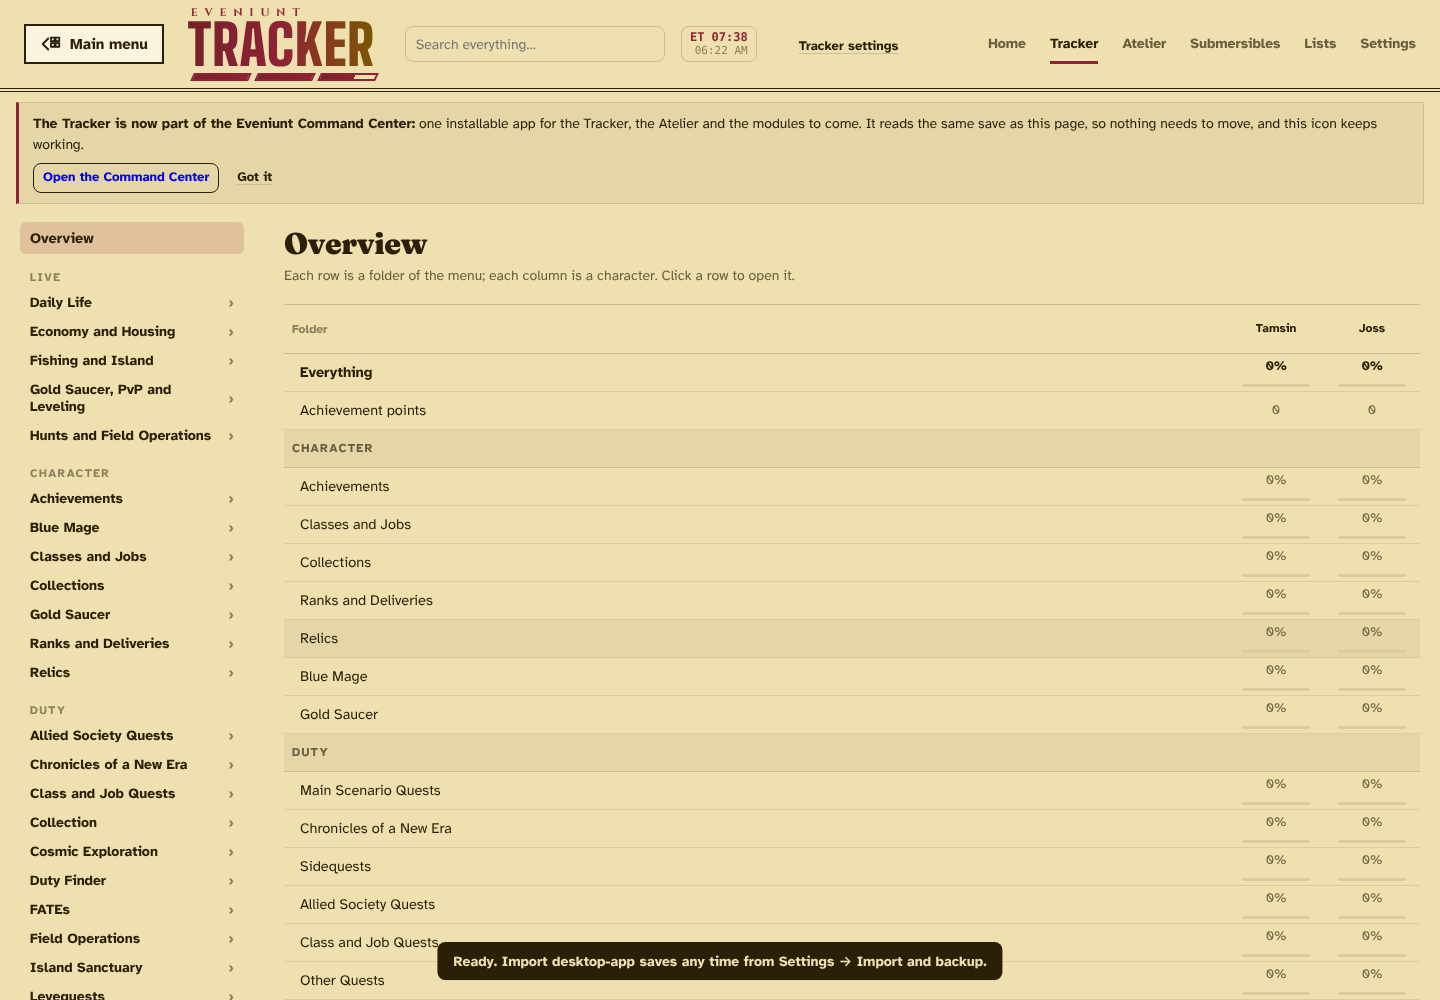 Main menu
EVENIUNT
TRACKER
Search everything...
ET 07:38
06:22 AM
Tracker settings
Home
Tracker
Atelier
Submersibles
Lists
Settings
The Tracker is now part of the Eveniunt Command Center: one installable app for the Tracker, the Atelier and the modules to come. It reads the same save as this page, so nothing needs to move, and this icon keeps
working.
Open the Command Center
Got it
Overview
LIVE
Daily Life
Economy and Housing
Fishing and Island
Gold Saucer, PvP and
Leveling
Hunts and Field Operations
CHARACTER
Achievements
Blue Mage
Classes and Jobs
Collections
Gold Saucer
Ranks and Deliveries
Relics
DUTY
Allied Society Quests
Chronicles of a New Era
Class and Job Quests
Collection
Cosmic Exploration
Duty Finder
FATEs
Field Operations
Island Sanctuary
Levequests
Overview
Each row is a folder of the menu; each column is a character. Click a row to open it.
Folder Tamsin Joss
Everything 0% 0%
Achievement points 0 0
CHARACTER
Achievements 0% 0%
Classes and Jobs 0% 0%
Collections 0% 0%
Ranks and Deliveries 0% 0%
Relics 0% 0%
Blue Mage 0% 0%
Gold Saucer 0% 0%
DUTY
Main Scenario Quests 0% 0%
Chronicles of a New Era 0% 0%
Sidequests 0% 0%
Allied Society Quests 0% 0%
Class and Job Quests 0% 0%
Other Quests 0% 0%
Ready. Import desktop-app saves any time from Settings → Import and backup.